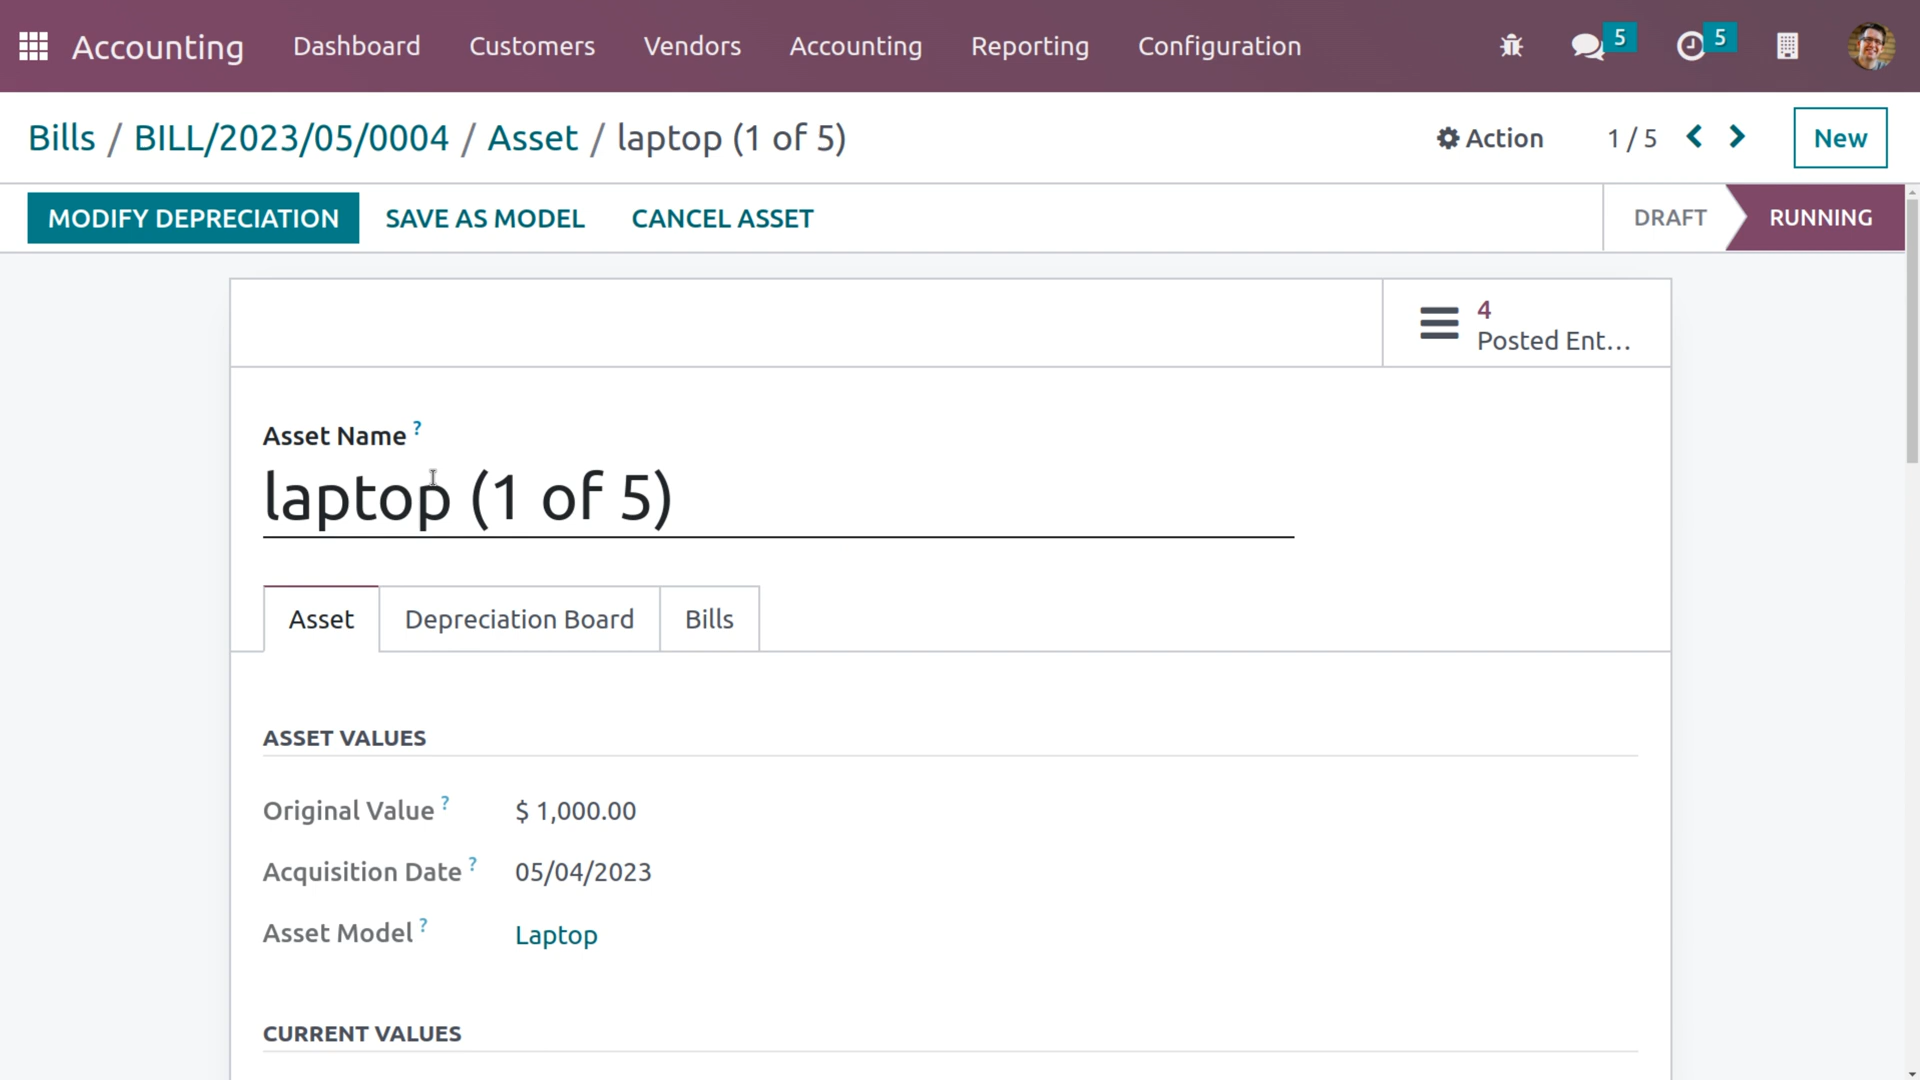 Accounting Dashboard Customers Vendors Accounting Reporting Configuration 5 5
Bills / BILL/2023/05/0004 / Asset / laptop (1 of 5) Action 1 / 5 New
MODIFY DEPRECIATION SAVE AS MODEL CANCEL ASSET DRAFT RUNNING
4
Posted Ent...
Asset Name ?
laptop (1 of 5)
Asset Depreciation Board Bills
ASSET VALUES
Original Value ? $ 1,000.00
Acquisition Date ? 05/04/2023
Asset Model ? Laptop
CURRENT VALUES